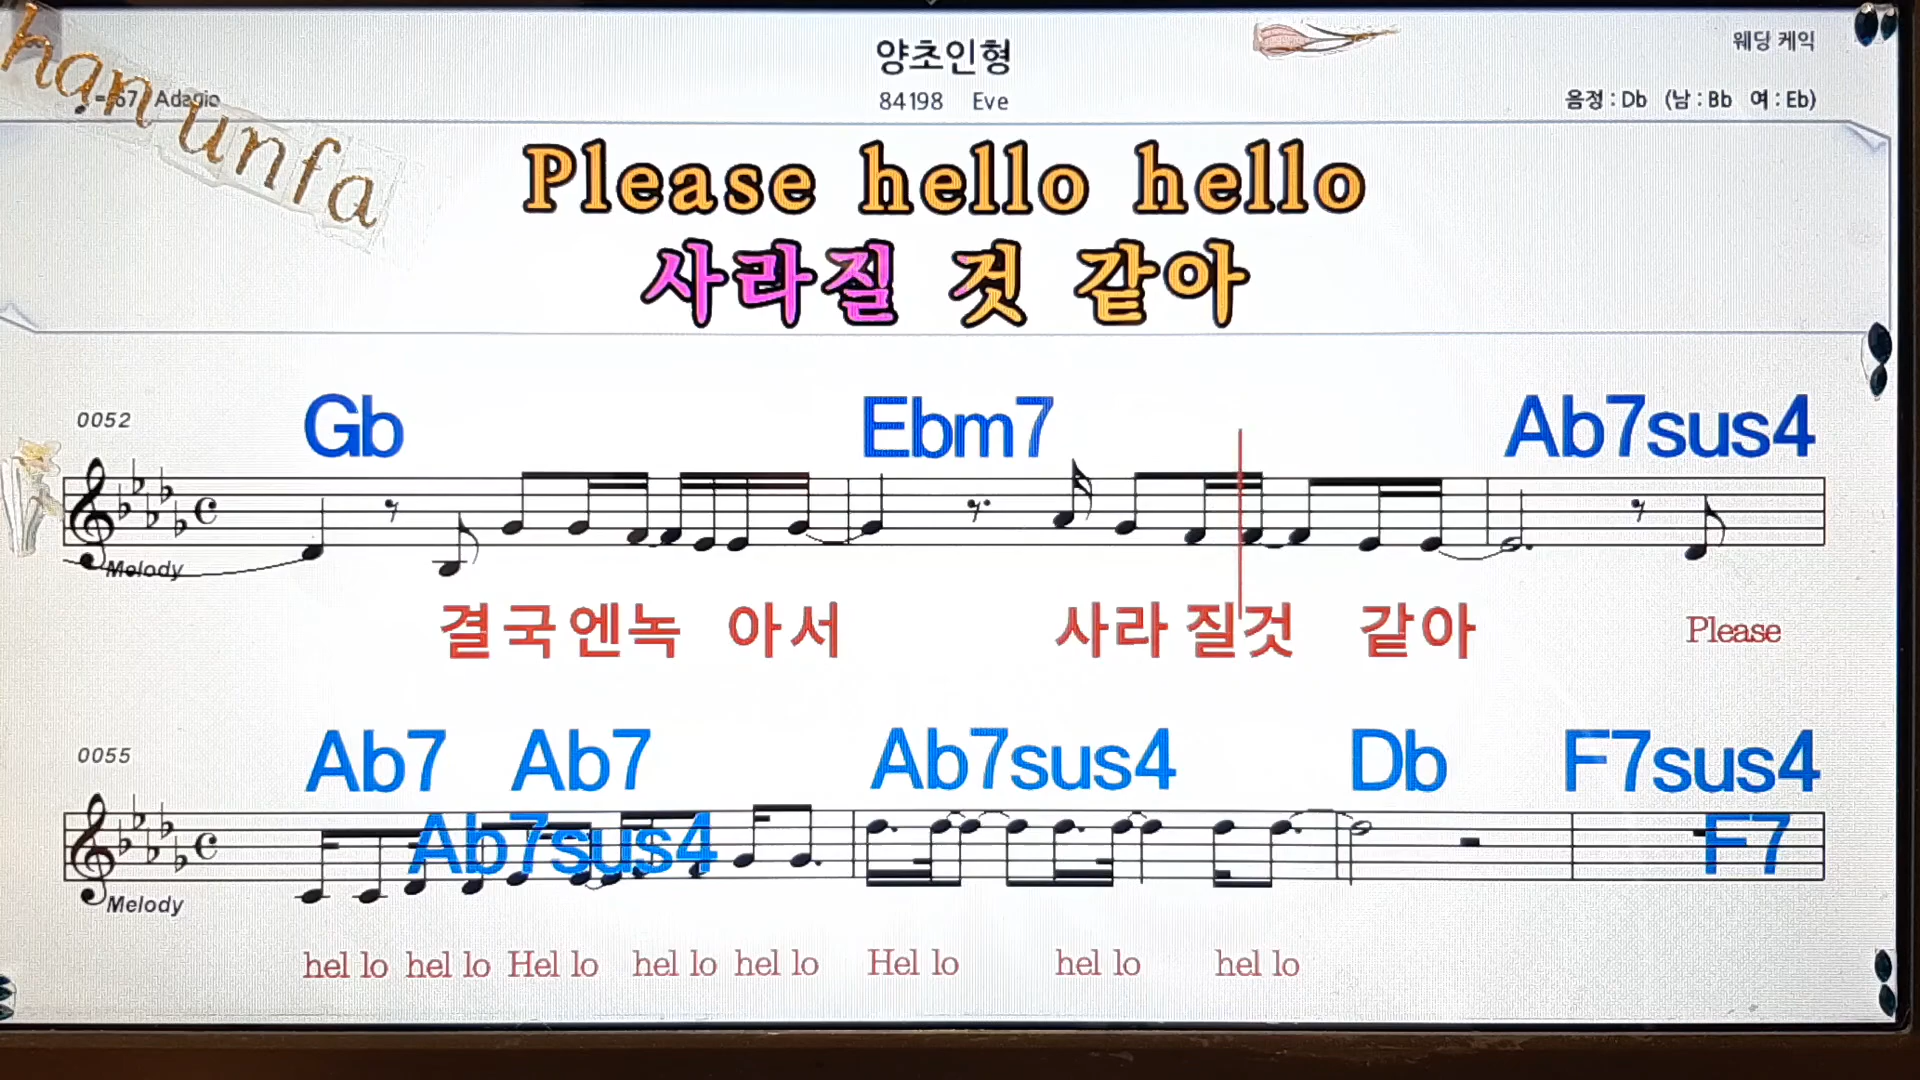 han unfa
양초인형
웨딩 케익
=67 Adagio
84198 Eve
음정 : Db (남 : Bb 여 : Eb)
Please hello hello
사라질 것 같아
0052
Gb Ebm7 Ab7sus4
Melody
결국엔녹 아서 사라 질것 같아 Please
0055
Ab7 Ab7 Ab7sus4 Db F7sus4
Ab7sus4 F7
Melody
hel lo hel lo Hel lo hel lo hel lo Hel lo hel lo hel lo